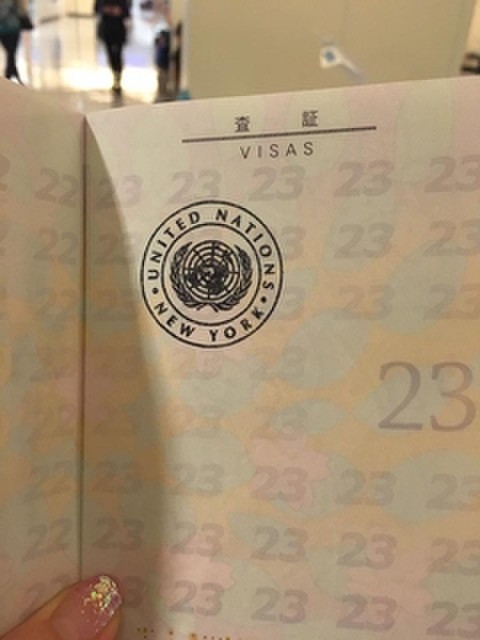 査 証
VISAS
UNITED NATIONS
NEW YORK
23